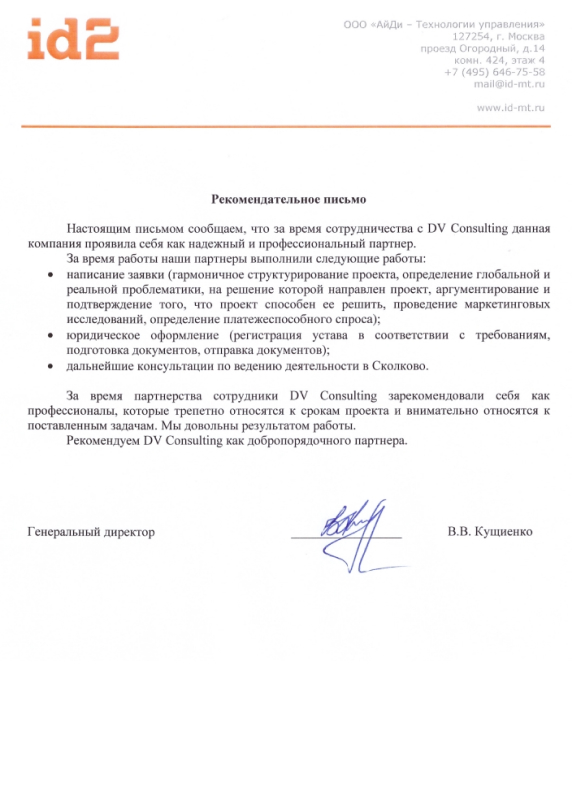 id2
ООО «АйДи – Технологии управления»
127254, г. Москва
проезд Огородный, д.14
комн. 424, этаж 4
+7 (495) 646-75-58
mail@id-mt.ru
www.id-mt.ru
Рекомендательное письмо
Настоящим письмом сообщаем, что за время сотрудничества с DV Consulting данная
компания проявила себя как надежный и профессиональный партнер.
За время работы наши партнеры выполнили следующие работы:
• написание заявки (гармоничное структурирование проекта, определение глобальной и
реальной проблематики, на решение которой направлен проект, аргументирование и
подтверждение того, что проект способен ее решить, проведение маркетинговых
исследований, определение платежеспособного спроса);
• юридическое оформление (регистрация устава в соответствии с требованиям,
подготовка документов, отправка документов);
• дальнейшие консультации по ведению деятельности в Сколково.
За время партнерства сотрудники DV Consulting зарекомендовали себя как
профессионалы, которые трепетно относятся к срокам проекта и внимательно относятся к
поставленным задачам. Мы довольны результатом работы.
Рекомендуем DV Consulting как добропорядочного партнера.
Генеральный директор
В.В. Кущиенко